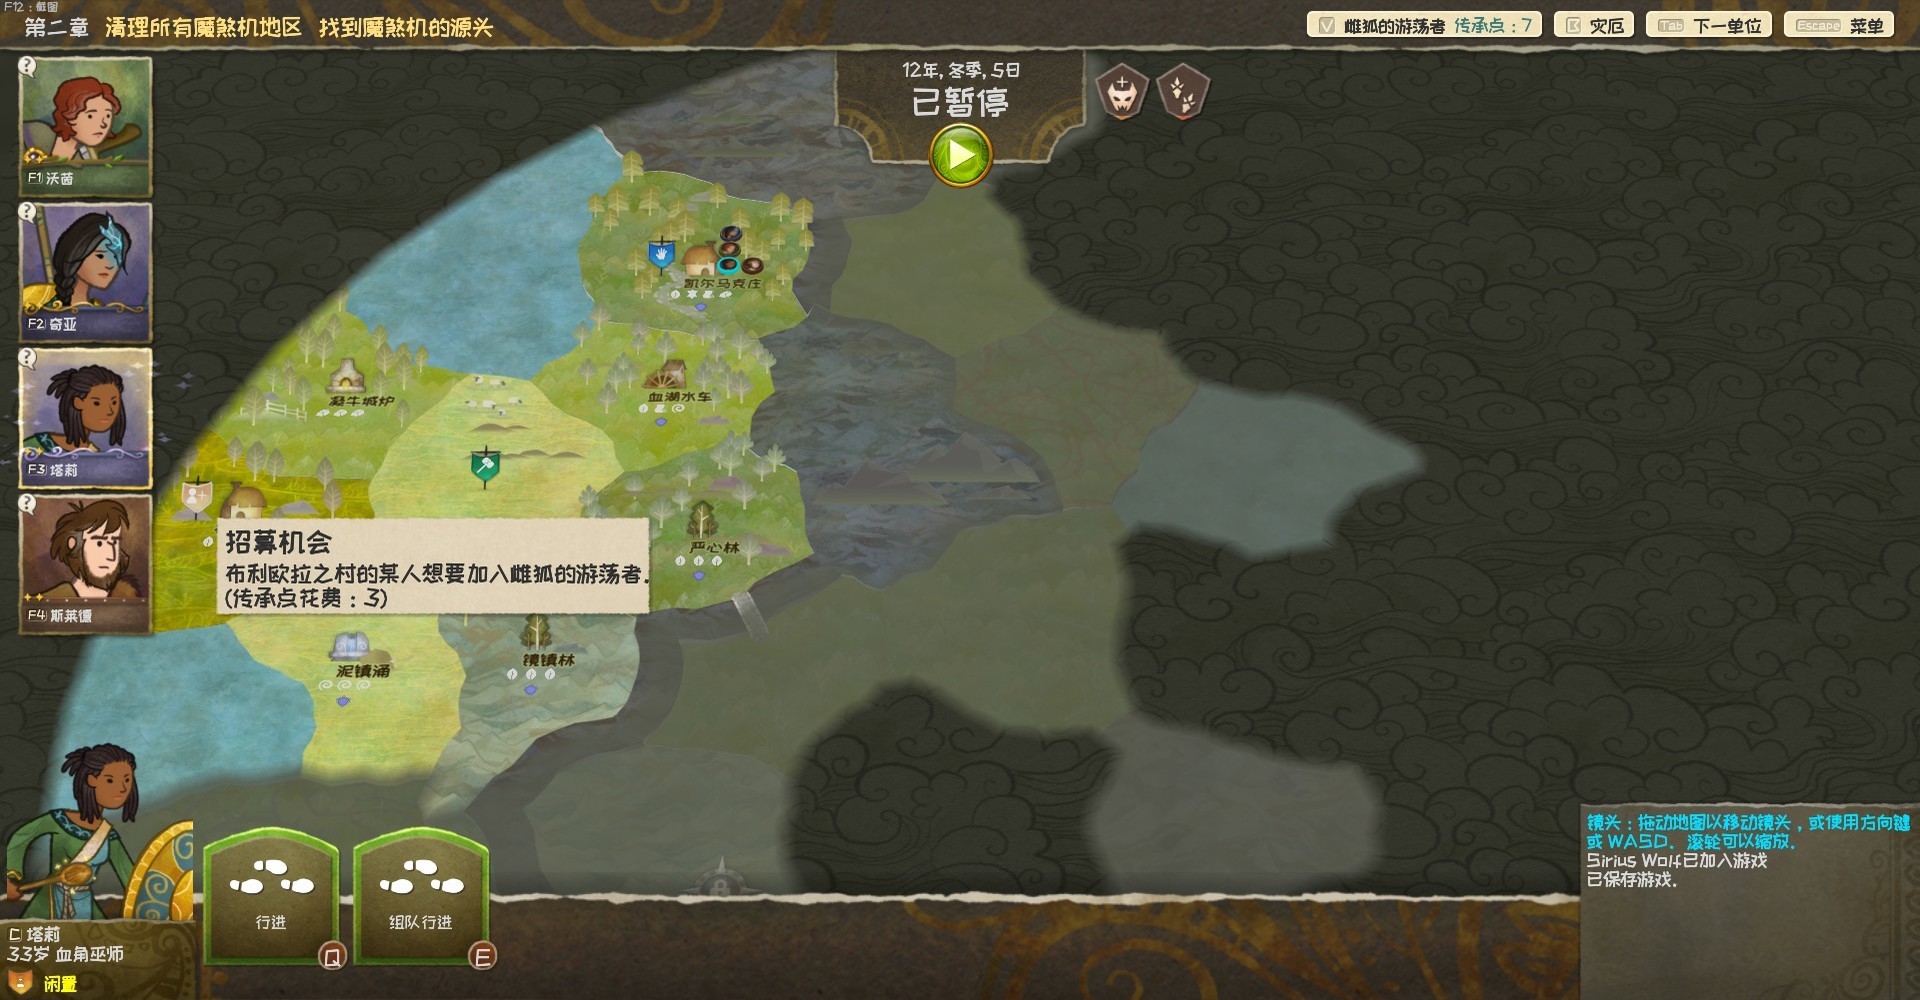 F12：截图
第二章 清理所有魔煞机地区 找到魔煞机的源头
V 雌狐的游荡者 传承点：7
灾厄
Tab 下一单位
Escape 菜单
12年, 冬季, 5日
已暂停
F1 沃茵
F2 奇亚
F3 塔莉
F4 斯莱德
凯尔马克庄
凝牛城炉
血湖水车
严心林
招募机会
布利欧拉之村的某人想要加入雌狐的游荡者.
(传承点花费：3)
泥镇涌
镜镇林
行进
Q
组队行进
E
塔莉
33岁 血角巫师
闲置
镜头：拖动地图以移动镜头，或使用方向键
或 WASD. 滚轮可以缩放.
Sirius Wolf已加入游戏
已保存游戏.